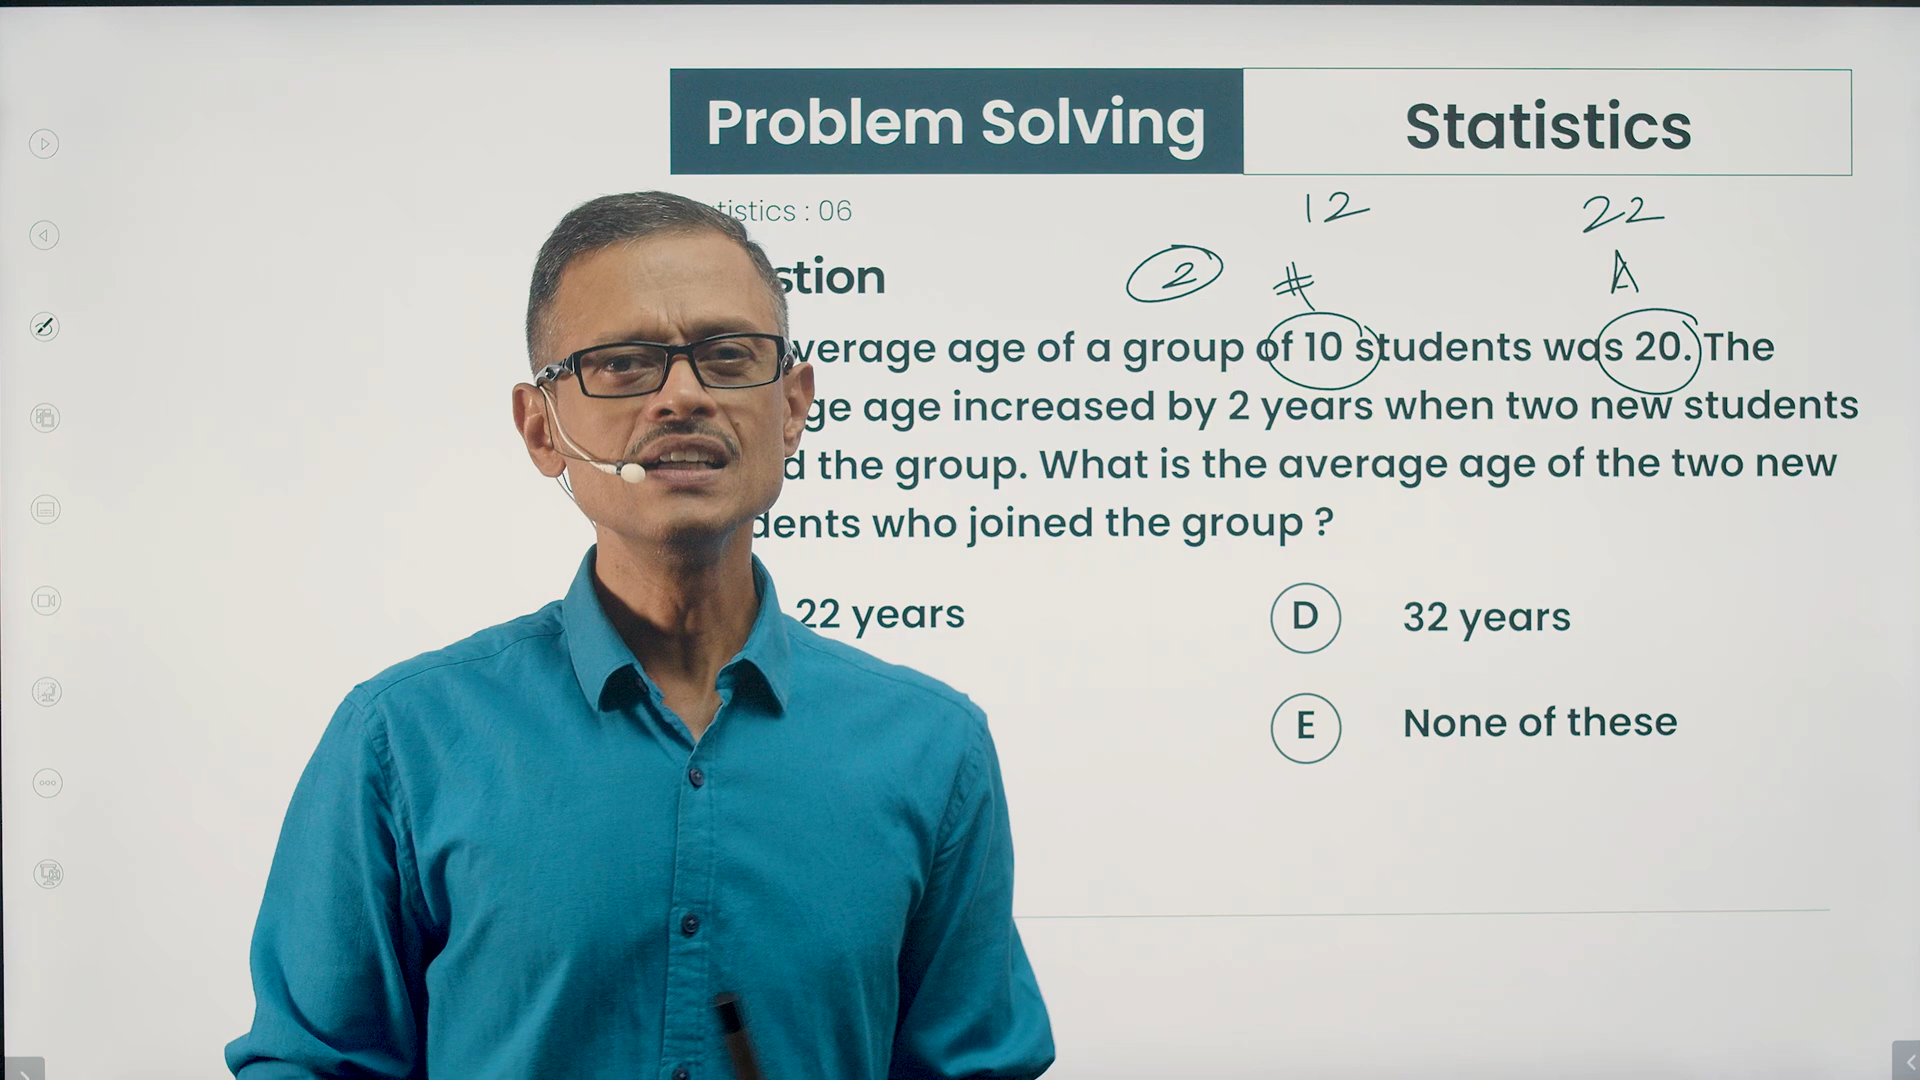 Problem Solving Statistics
tistics : 06
12 22
stion
2 # A
verage age of a group of 10 students was 20. The
ge age increased by 2 years when two new students
d the group. What is the average age of the two new
dents who joined the group ?
22 years
D 32 years
E None of these